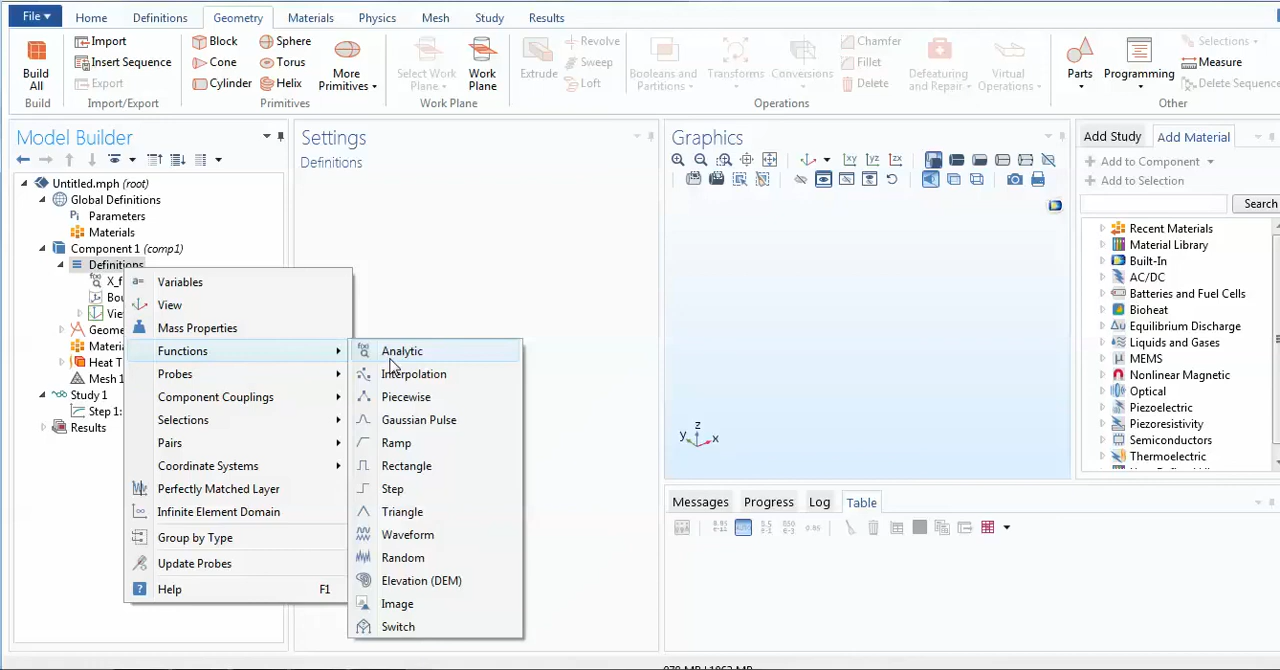 File Home Definitions Geometry Materials Physics Mesh Study Results
Import Block Sphere Revolve Chamfer Selections
Insert Sequence Cone Torus Sweep Fillet Measure
Export Cylinder Helix Loft Delete Delete Sequence
Build All
More Primitives
Select Work Plane
Work Plane
Extrude
Booleans and Partitions
Transforms
Conversions
Defeaturing and Repair
Virtual Operations
Parts
Programming
Build Import/Export Primitives Work Plane Operations Other
Model Builder
Untitled.mph (root)
Global Definitions
Pi Parameters
Materials
Component 1 (comp1)
Definitions
Study 1
Step 1:
Results
a= Variables
View
Mass Properties
Functions
Probes
Component Couplings
Selections
Pairs
Coordinate Systems
Perfectly Matched Layer
Infinite Element Domain
Group by Type
Update Probes
? Help F1
Analytic
Interpolation
Piecewise
Gaussian Pulse
Ramp
Rectangle
Step
Triangle
Waveform
Random
Elevation (DEM)
Image
Switch
Settings
Definitions
Graphics
xy yz zx
z
y x
Messages Progress Log Table
Add Study Add Material
Add to Component
Add to Selection
Search
Recent Materials
Material Library
Built-In
AC/DC
Batteries and Fuel Cells
Bioheat
Equilibrium Discharge
Liquids and Gases
MEMS
Nonlinear Magnetic
Optical
Piezoelectric
Piezoresistivity
Semiconductors
Thermoelectric